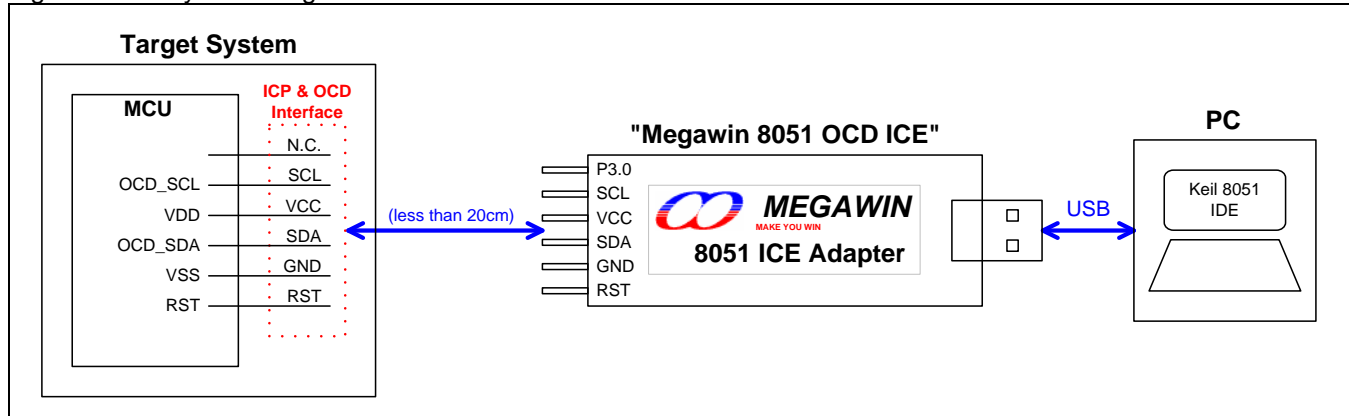 Target System
MCU
ICP & OCD
Interface
N.C.
OCD_SCL
SCL
VDD
VCC
OCD_SDA
SDA
VSS
GND
RST
RST
(less than 20cm)
"Megawin 8051 OCD ICE"
P3.0
SCL
VCC
SDA
GND
RST
MEGAWIN
MAKE YOU WIN
8051 ICE Adapter
USB
PC
Keil 8051
IDE